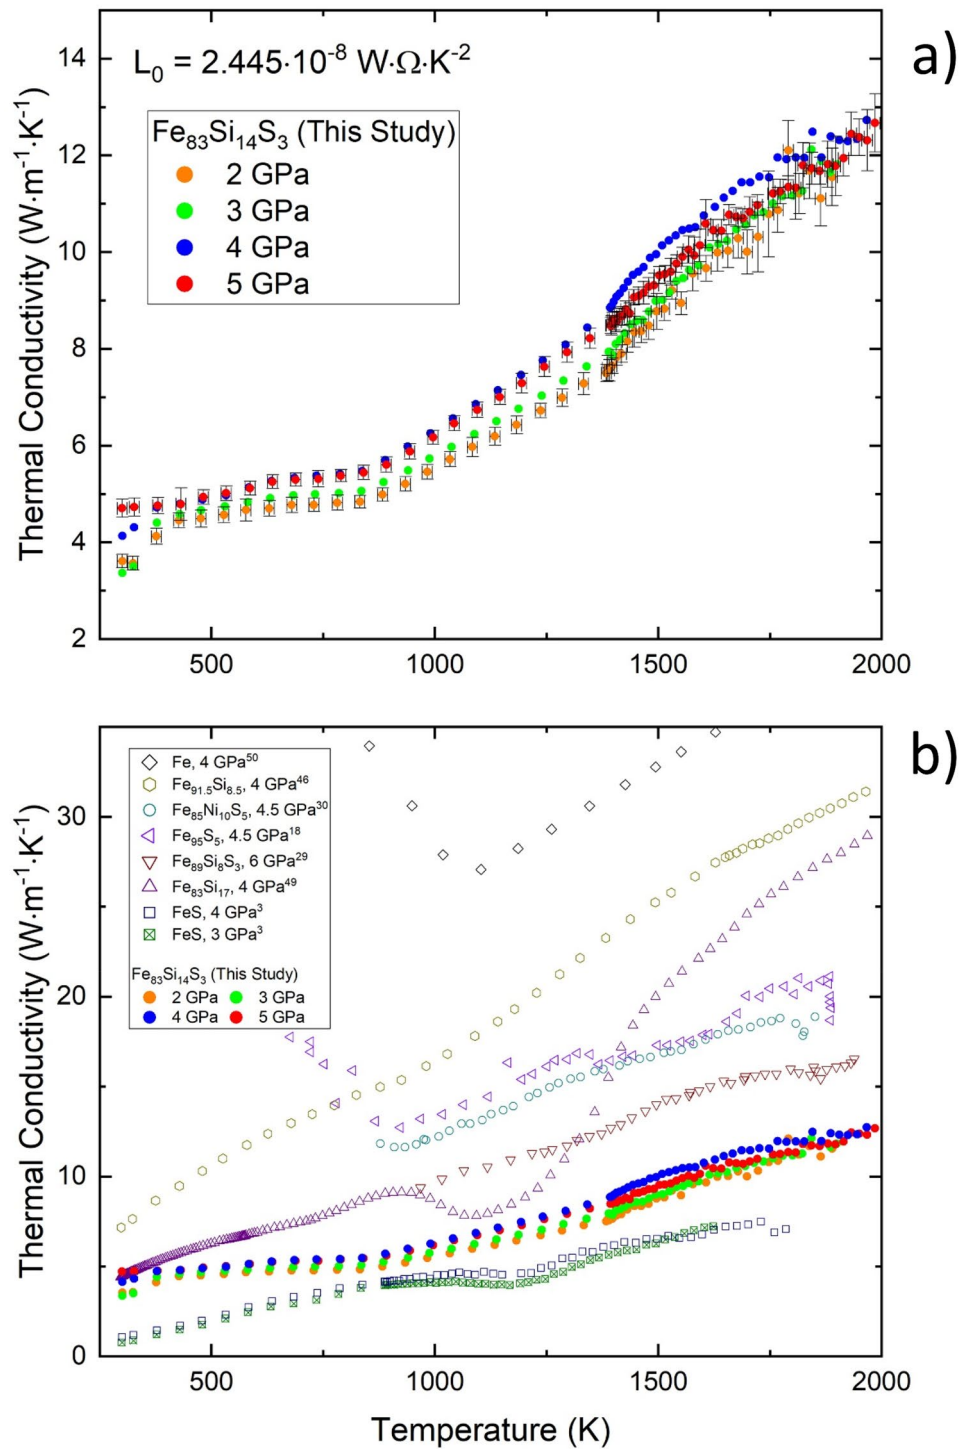 a)
L₀ = 2.445·10⁻⁸ W·Ω·K⁻²
Fe₈₃Si₁₄S₃ (This Study)
2 GPa
3 GPa
4 GPa
5 GPa
Thermal Conductivity (W·m⁻¹·K⁻¹)
14
12
10
8
6
4
2
500
1000
1500
2000
b)
Fe, 4 GPa⁵⁰
Fe₉₁.₅Si₈.₅, 4 GPa⁴⁶
Fe₈₅Ni₁₀S₅, 4.5 GPa³⁰
Fe₉₅S₅, 4.5 GPa¹⁸
Fe₈₉Si₈S₃, 6 GPa²⁹
Fe₈₃Si₁₇, 4 GPa⁴⁹
FeS, 4 GPa³
FeS, 3 GPa³
Fe₈₃Si₁₄S₃ (This Study)
2 GPa 3 GPa
4 GPa 5 GPa
Thermal Conductivity (W·m⁻¹·K⁻¹)
30
20
10
0
500
1000
1500
2000
Temperature (K)